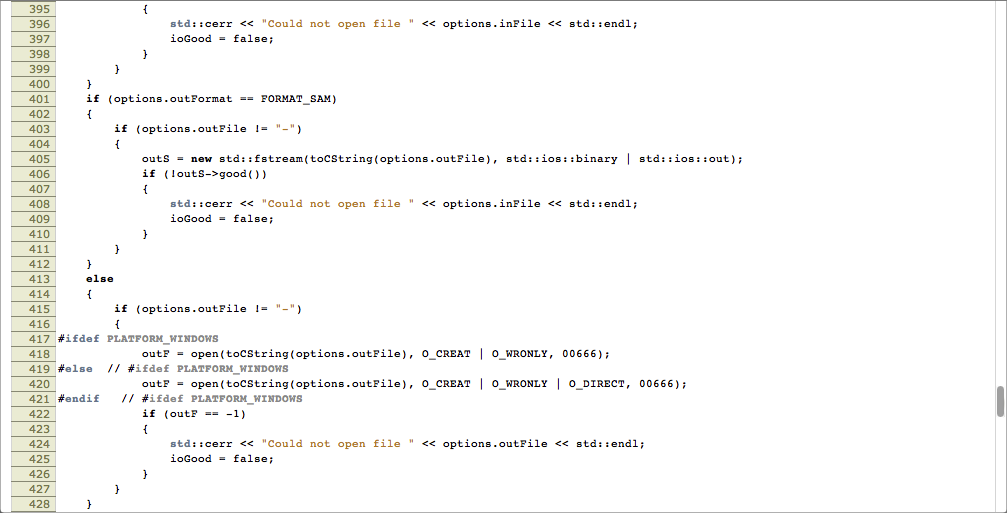 395             {
396                 std::cerr << "Could not open file " << options.inFile << std::endl;
397                 ioGood = false;
398             }
399         }
400     }
401     if (options.outFormat == FORMAT_SAM)
402     {
403         if (options.outFile != "-")
404         {
405             outS = new std::fstream(toCString(options.outFile), std::ios::binary | std::ios::out);
406             if (!outS->good())
407             {
408                 std::cerr << "Could not open file " << options.inFile << std::endl;
409                 ioGood = false;
410             }
411         }
412     }
413     else
414     {
415         if (options.outFile != "-")
416         {
417 #ifdef PLATFORM_WINDOWS
418             outF = open(toCString(options.outFile), O_CREAT | O_WRONLY, 00666);
419 #else  // #ifdef PLATFORM_WINDOWS
420             outF = open(toCString(options.outFile), O_CREAT | O_WRONLY | O_DIRECT, 00666);
421 #endif   // #ifdef PLATFORM_WINDOWS
422             if (outF == -1)
423             {
424                 std::cerr << "Could not open file " << options.outFile << std::endl;
425                 ioGood = false;
426             }
427         }
428     }